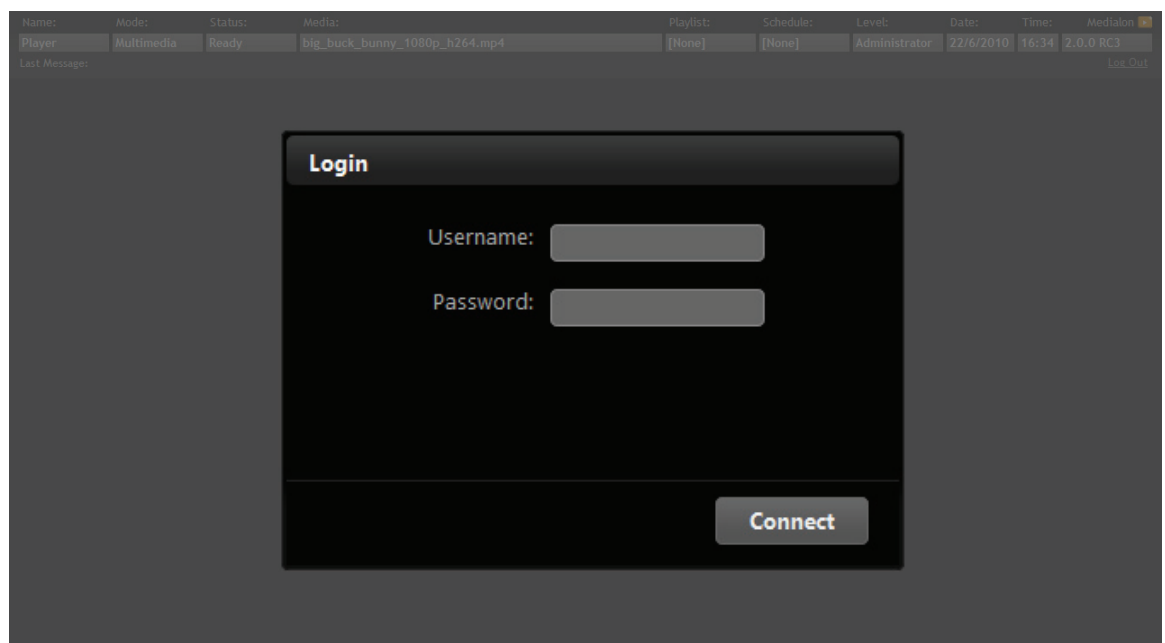 Name: Mode: Status: Media: Playlist: Schedule: Level: Date: Time: Medialon
Player Multimedia Ready big_buck_bunny_1080p_h264.mp4 [None] [None] Administrator 22/6/2010 16:34 2.0.0 RC3
Last Message: Log Out
Login
Username:
Password:
Connect